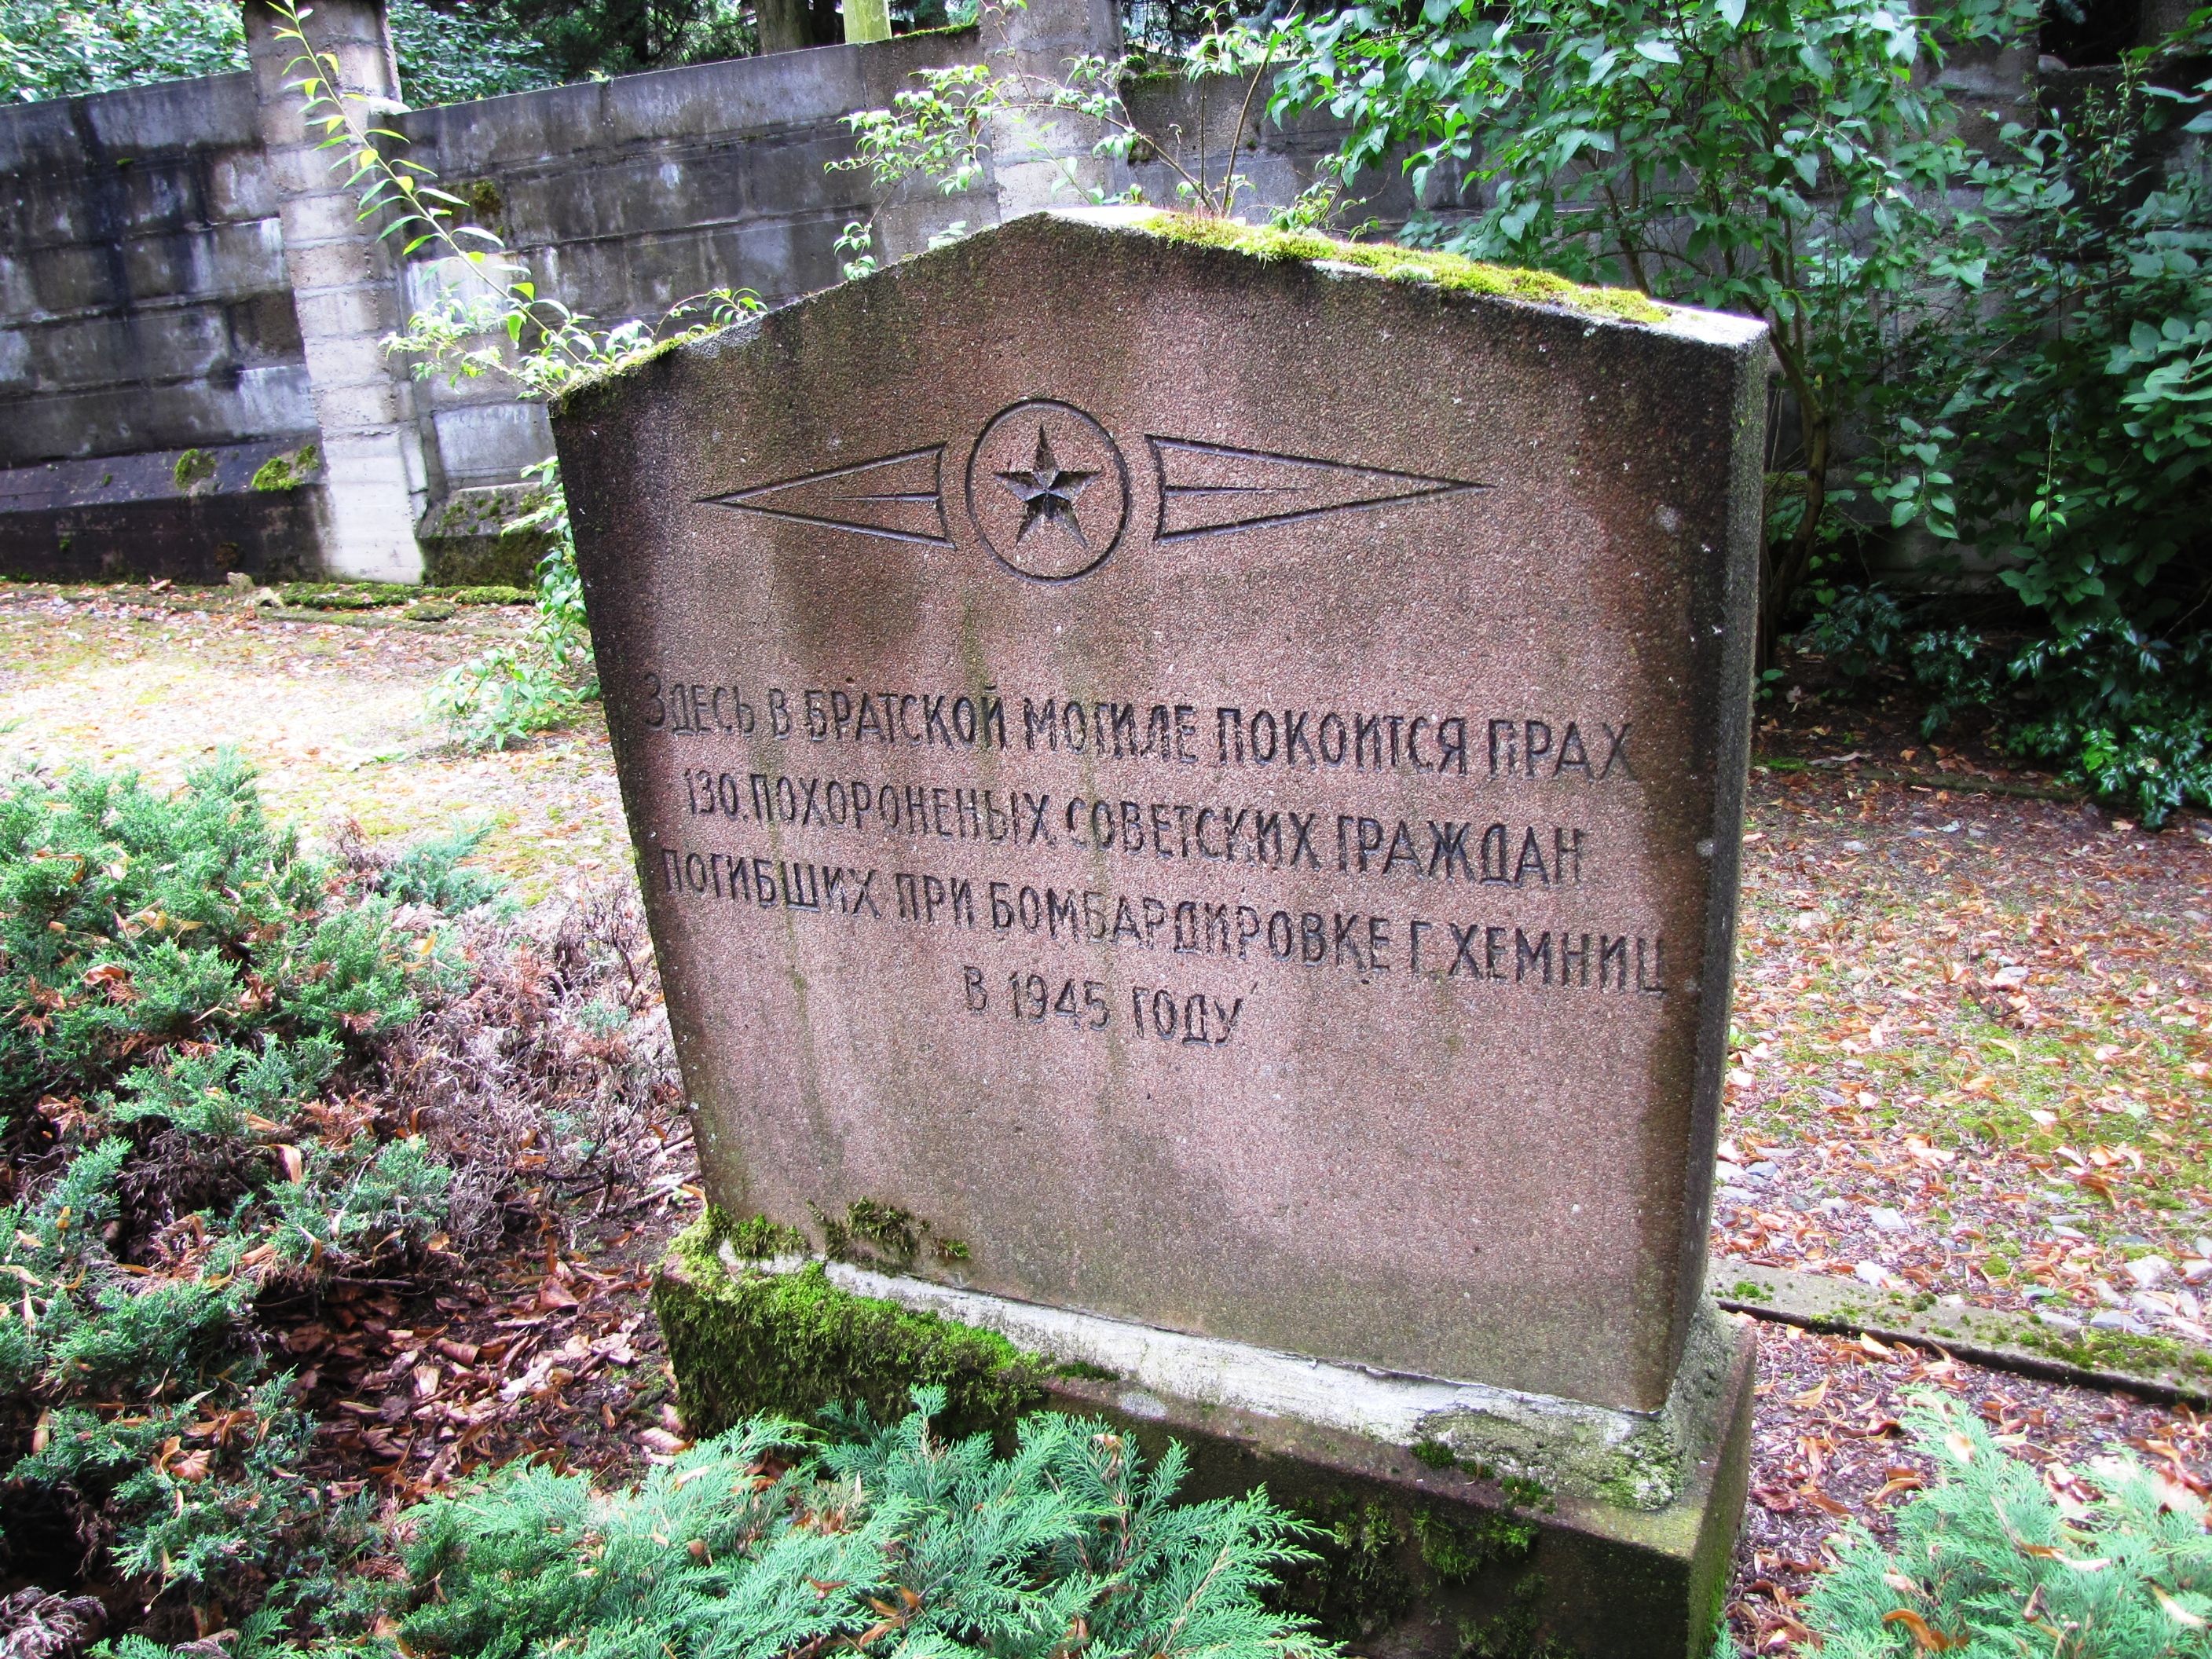 Здесь в братской могиле покоится прах
130. похороненых советских граждан
погибших при бомбардировке г. Хемниц
в 1945 году